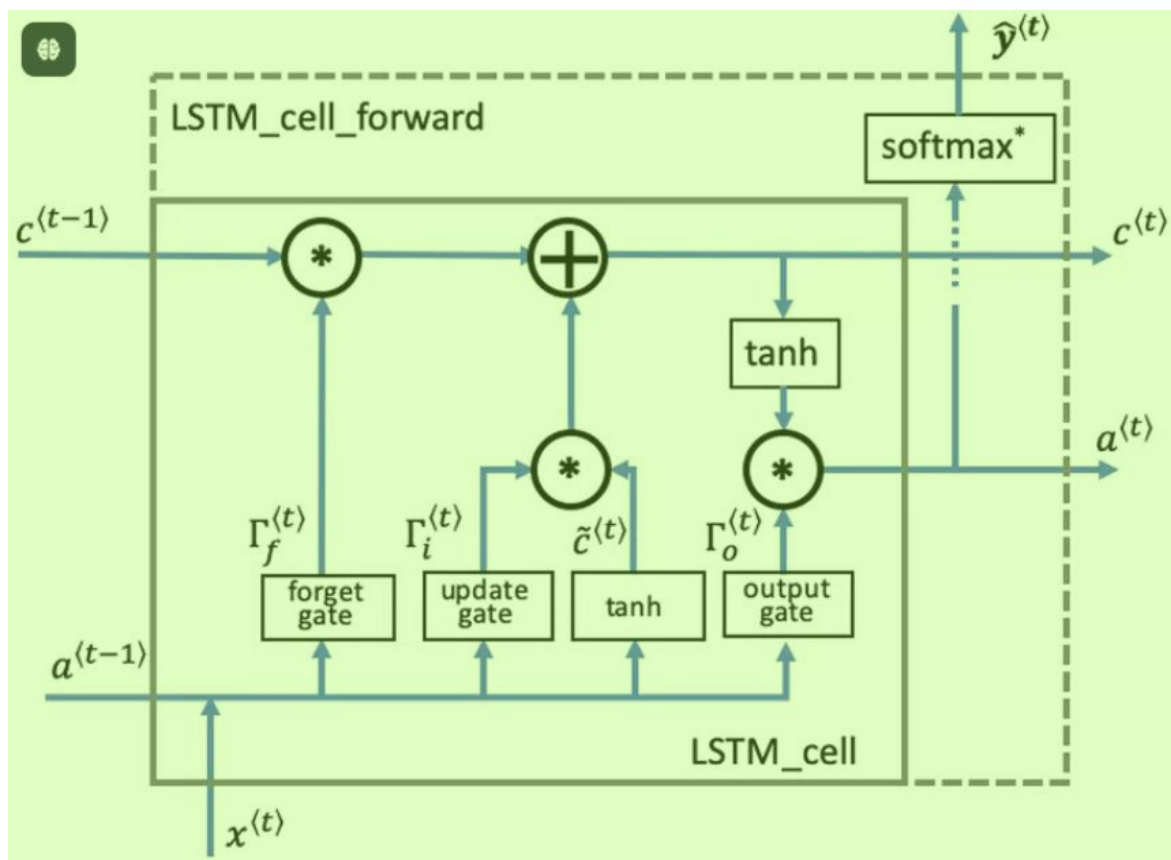 ŷ⟨t⟩
LSTM_cell_forward
softmax*
c⟨t−1⟩
c⟨t⟩
*
+
tanh
a⟨t⟩
*
*
Γf⟨t⟩ Γi⟨t⟩ c̃⟨t⟩ Γo⟨t⟩
forget gate
update gate
tanh
output gate
a⟨t−1⟩
LSTM_cell
x⟨t⟩